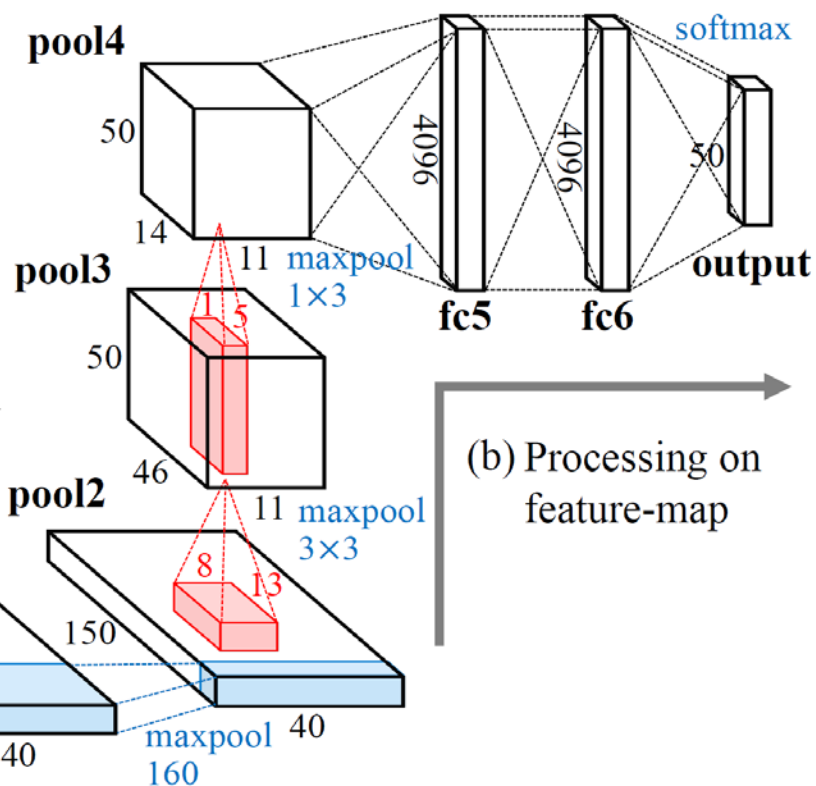 softmax
pool4
50
4096
4096
50
14
11
maxpool
1×3
output
pool3
fc5
fc6
1
5
50
46
11
maxpool
3×3
(b) Processing on
feature-map
pool2
8
13
150
40
40
maxpool
160